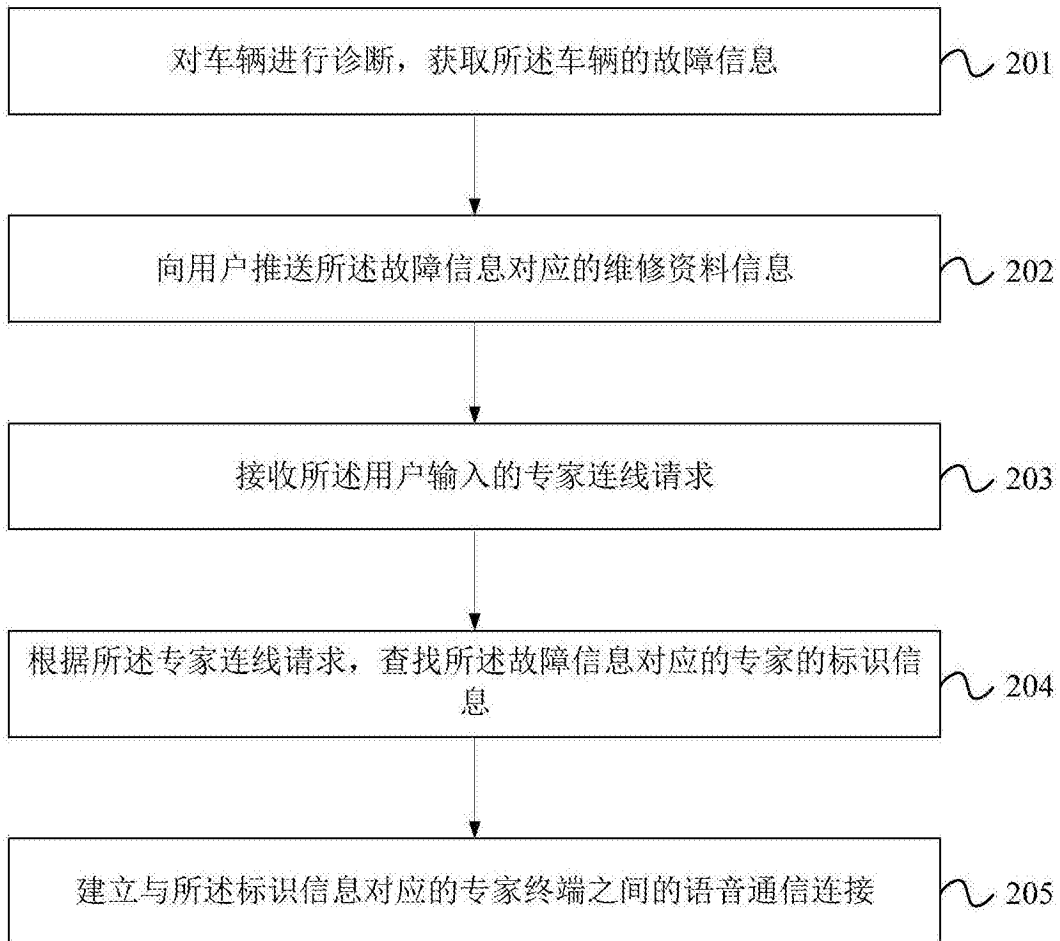 对车辆进行诊断，获取所述车辆的故障信息
201
向用户推送所述故障信息对应的维修资料信息
202
接收所述用户输入的专家连线请求
203
根据所述专家连线请求，查找所述故障信息对应的专家的标识信
息
204
建立与所述标识信息对应的专家终端之间的语音通信连接
205